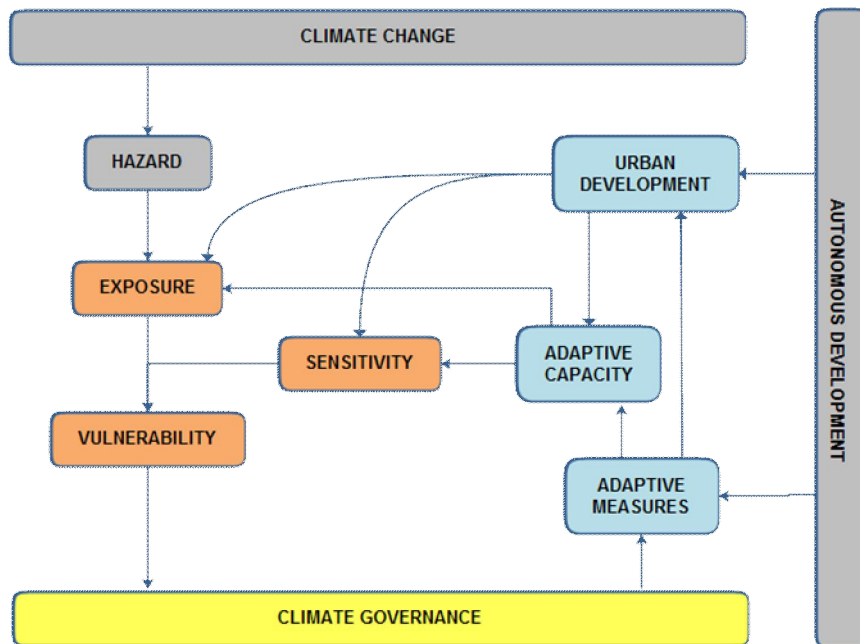 CLIMATE CHANGE
HAZARD
URBAN
DEVELOPMENT
EXPOSURE
SENSITIVITY
ADAPTIVE
CAPACITY
VULNERABILITY
ADAPTIVE
MEASURES
CLIMATE GOVERNANCE
AUTONOMOUS DEVELOPMENT